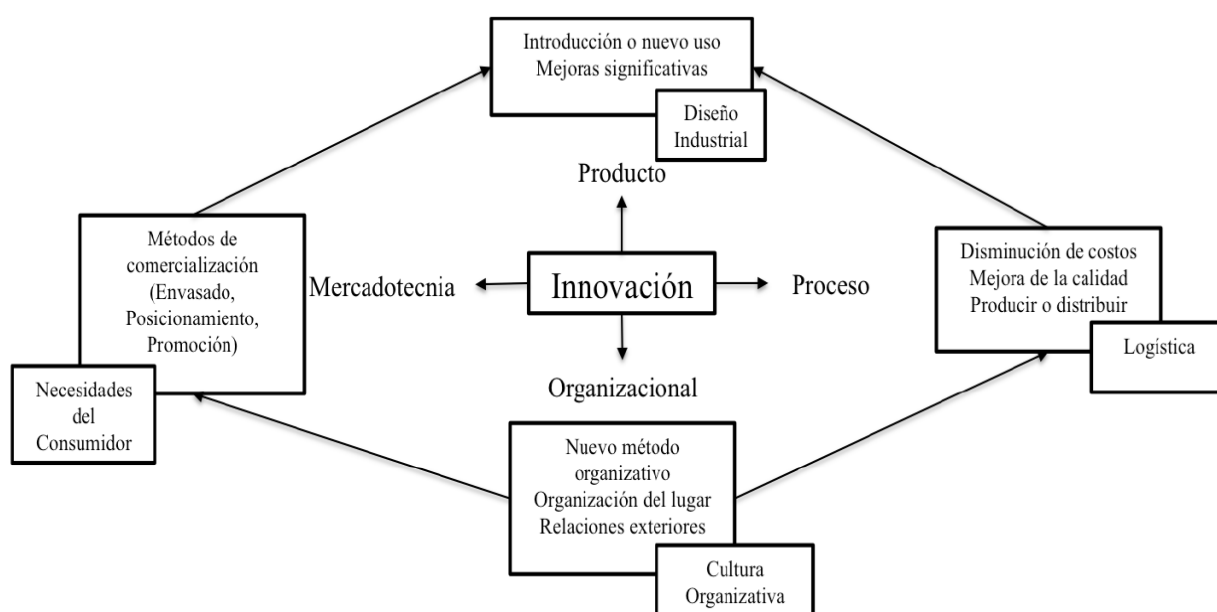 Introducción o nuevo uso
Mejoras significativas
Diseño
Industrial
Producto
Métodos de
comercialización
(Envasado,
Posicionamiento,
Promoción)
Necesidades
del
Consumidor
Mercadotecnia
Innovación
Proceso
Disminución de costos
Mejora de la calidad
Producir o distribuir
Logística
Organizacional
Nuevo método
organizativo
Organización del lugar
Relaciones exteriores
Cultura
Organizativa